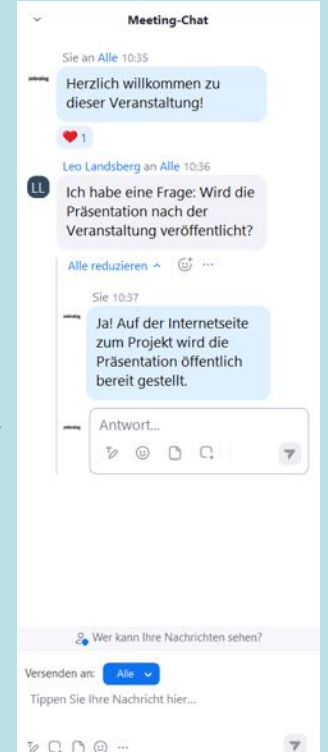 Meeting-Chat
Sie an Alle 10:35
Herzlich willkommen zu
dieser Veranstaltung!
1
Leo Landsberg an Alle 10:36
LL
Ich habe eine Frage: Wird die
Präsentation nach der
Veranstaltung veröffentlicht?
Alle reduzieren
Sie 10:37
Ja! Auf der Internetseite
zum Projekt wird die
Präsentation öffentlich
bereit gestellt.
Antwort...
Wer kann Ihre Nachrichten sehen?
Versenden an: Alle
Tippen Sie Ihre Nachricht hier...